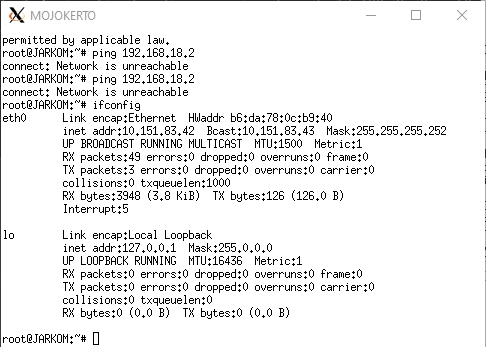 MOJOKERTO
permitted by applicable law.
root@JARKOM:~# ping 192.168.18.2
connect: Network is unreachable
root@JARKOM:~# ping 192.168.18.2
connect: Network is unreachable
root@JARKOM:~# ifconfig
eth0      Link encap:Ethernet  HWaddr b6:da:78:0c:b9:40
          inet addr:10.151.83.42  Bcast:10.151.83.43  Mask:255.255.255.252
          UP BROADCAST RUNNING MULTICAST  MTU:1500  Metric:1
          RX packets:49 errors:0 dropped:0 overruns:0 frame:0
          TX packets:3 errors:0 dropped:0 overruns:0 carrier:0
          collisions:0 txqueuelen:1000
          RX bytes:3948 (3.8 KiB)  TX bytes:126 (126.0 B)
          Interrupt:5
lo        Link encap:Local Loopback
          inet addr:127.0.0.1  Mask:255.0.0.0
          UP LOOPBACK RUNNING  MTU:16436  Metric:1
          RX packets:0 errors:0 dropped:0 overruns:0 frame:0
          TX packets:0 errors:0 dropped:0 overruns:0 carrier:0
          collisions:0 txqueuelen:0
          RX bytes:0 (0.0 B)  TX bytes:0 (0.0 B)
root@JARKOM:~#